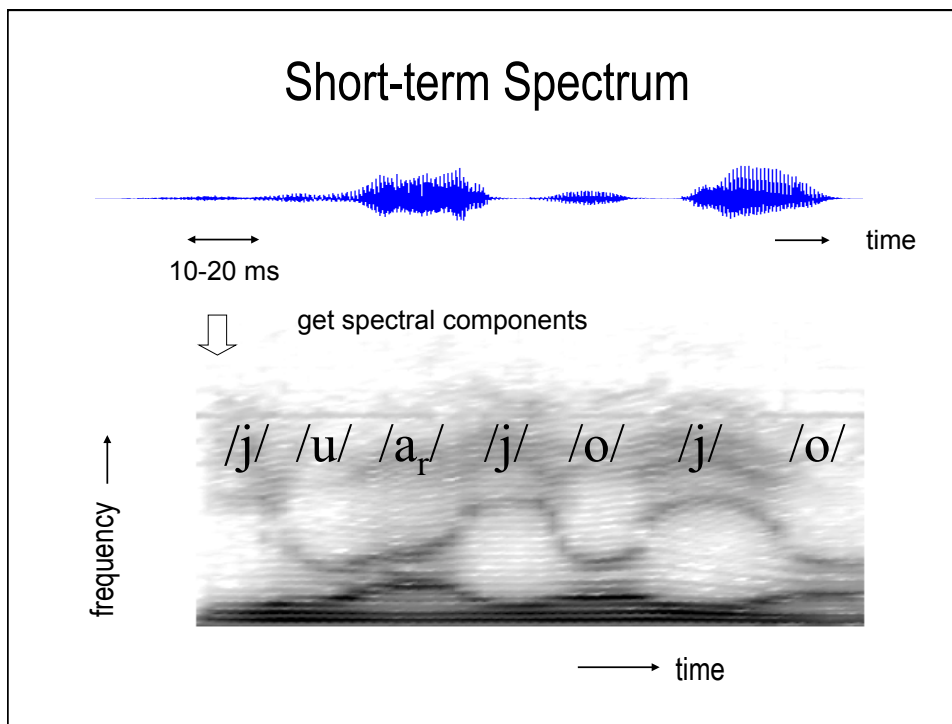 Short-term Spectrum
time
10-20 ms
get spectral components
/j/ /u/ /aᵣ/ /j/ /o/ /j/ /o/
frequency
time